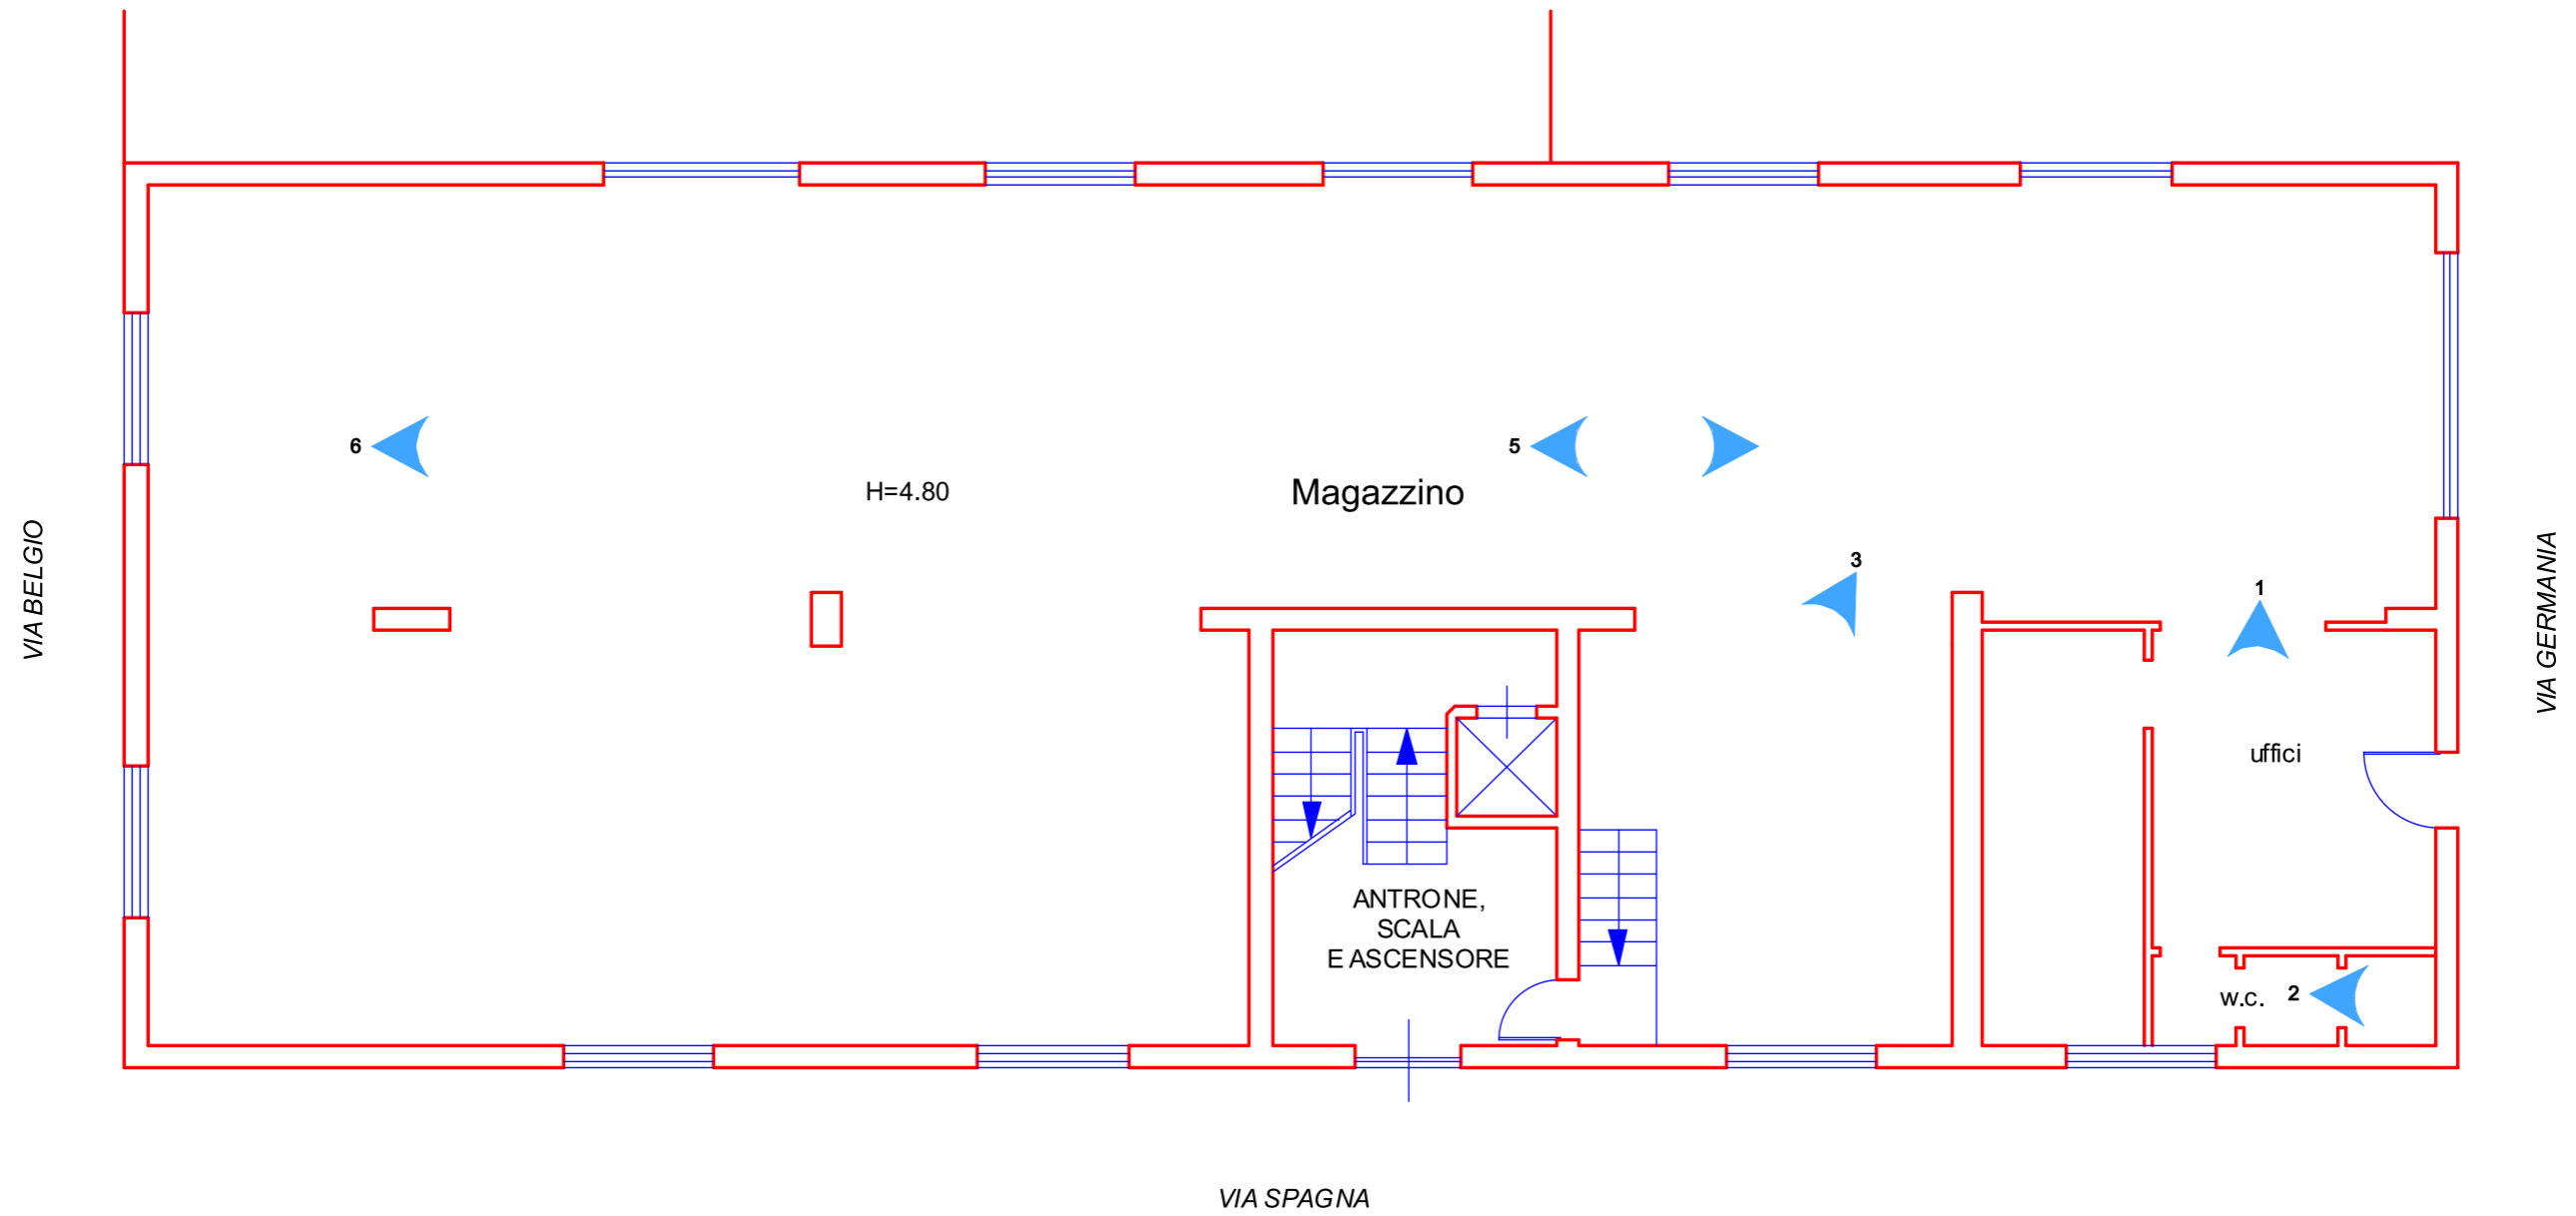 6
5
H=4.80
Magazzino
VIA BELGIO
VIA GERMANIA
3
1
uffici
ANTRONE,
SCALA
E ASCENSORE
w.c.
2
VIA SPAGNA